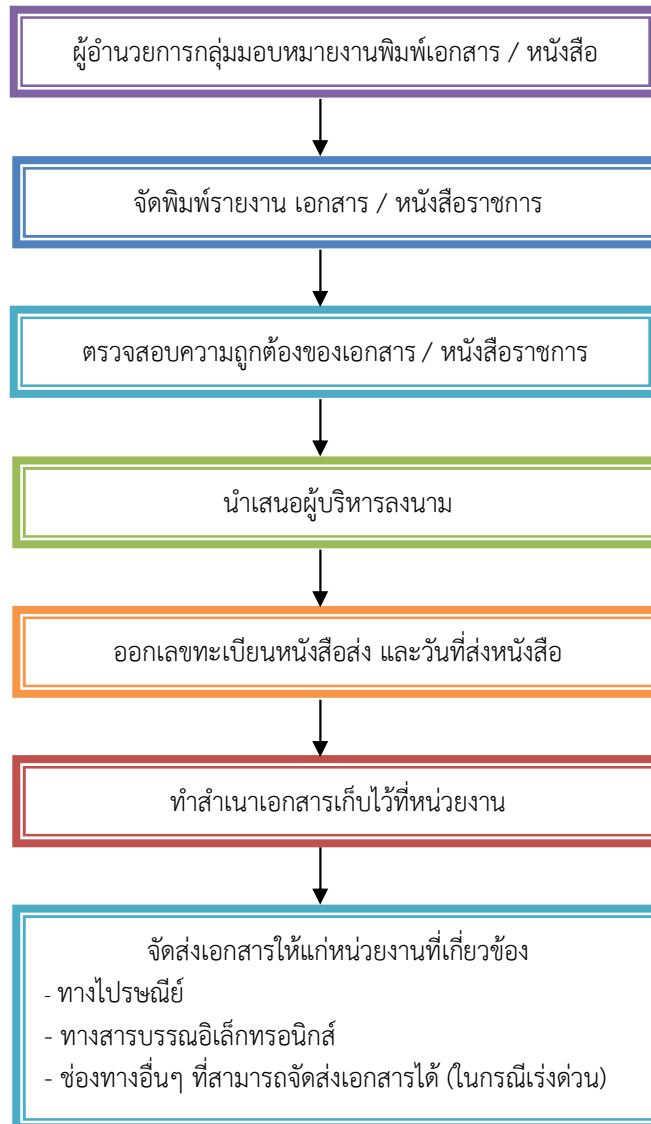 ผู้อำนวยการกลุ่มมอบหมายงานพิมพ์เอกสาร / หนังสือ
จัดพิมพ์รายงาน เอกสาร / หนังสือราชการ
ตรวจสอบความถูกต้องของเอกสาร / หนังสือราชการ
นำเสนอผู้บริหารลงนาม
ออกเลขทะเบียนหนังสือส่ง และวันที่ส่งหนังสือ
ทำสำเนาเอกสารเก็บไว้ที่หน่วยงาน
จัดส่งเอกสารให้แก่หน่วยงานที่เกี่ยวข้อง
- ทางไปรษณีย์
- ทางสารบรรณอิเล็กทรอนิกส์
- ช่องทางอื่นๆ ที่สามารถจัดส่งเอกสารได้ (ในกรณีเร่งด่วน)